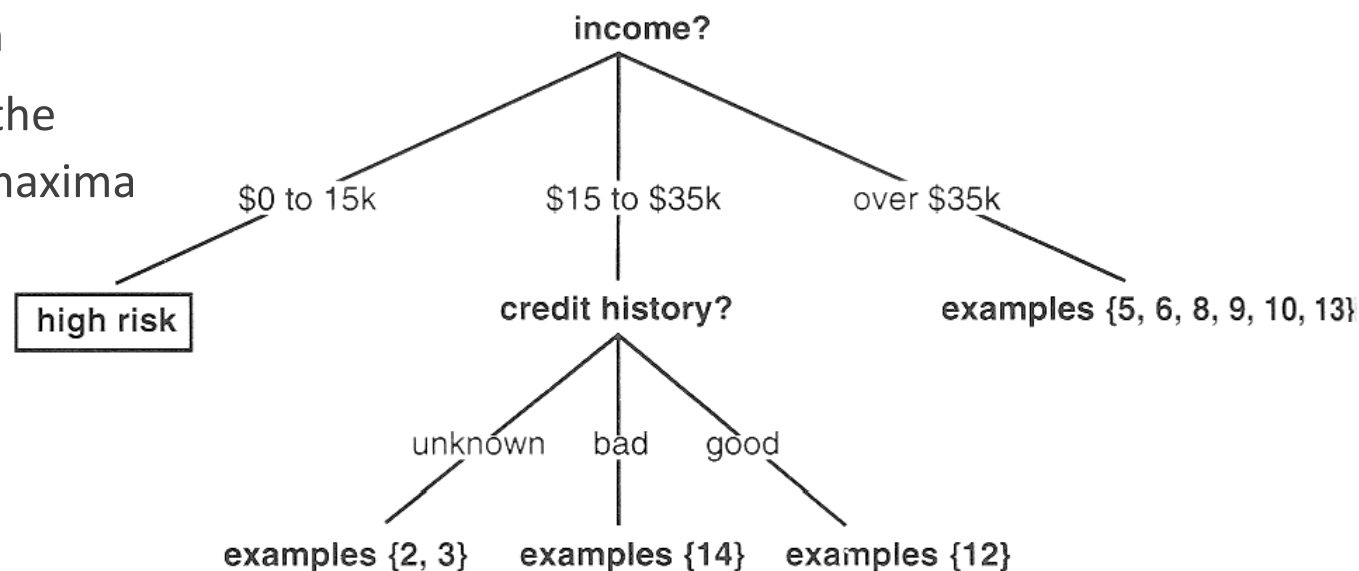 income?
the
maxima
$0 to 15k
$15 to $35k
over $35k
high risk
credit history?
examples {5, 6, 8, 9, 10, 13}
unknown
bad
good
examples {2, 3}
examples {14}
examples {12}